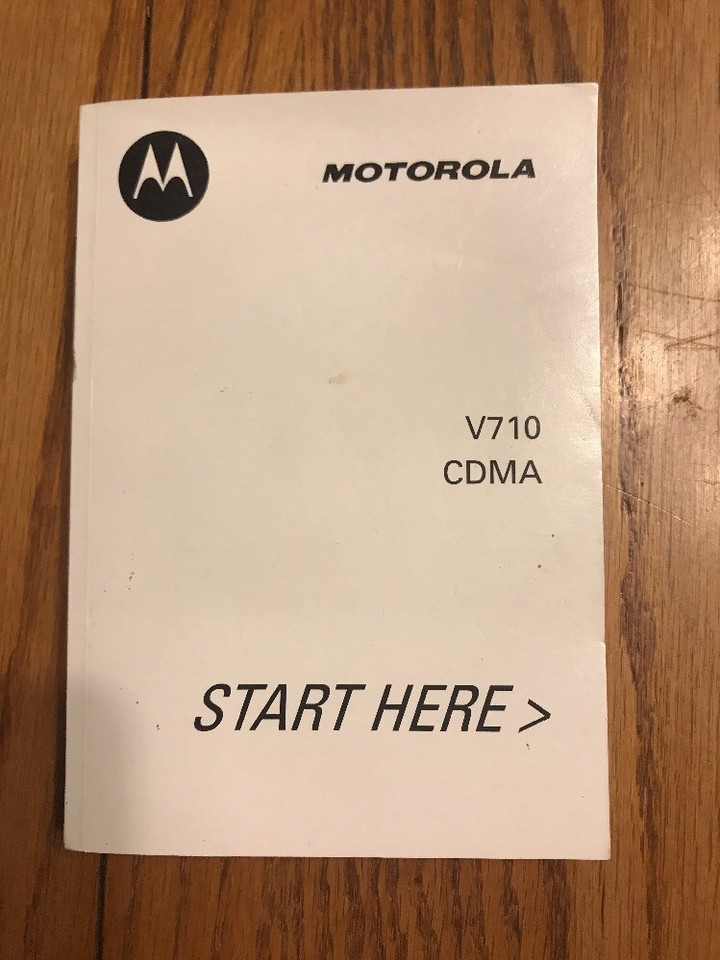 MOTOROLA
V710
CDMA
START HERE >